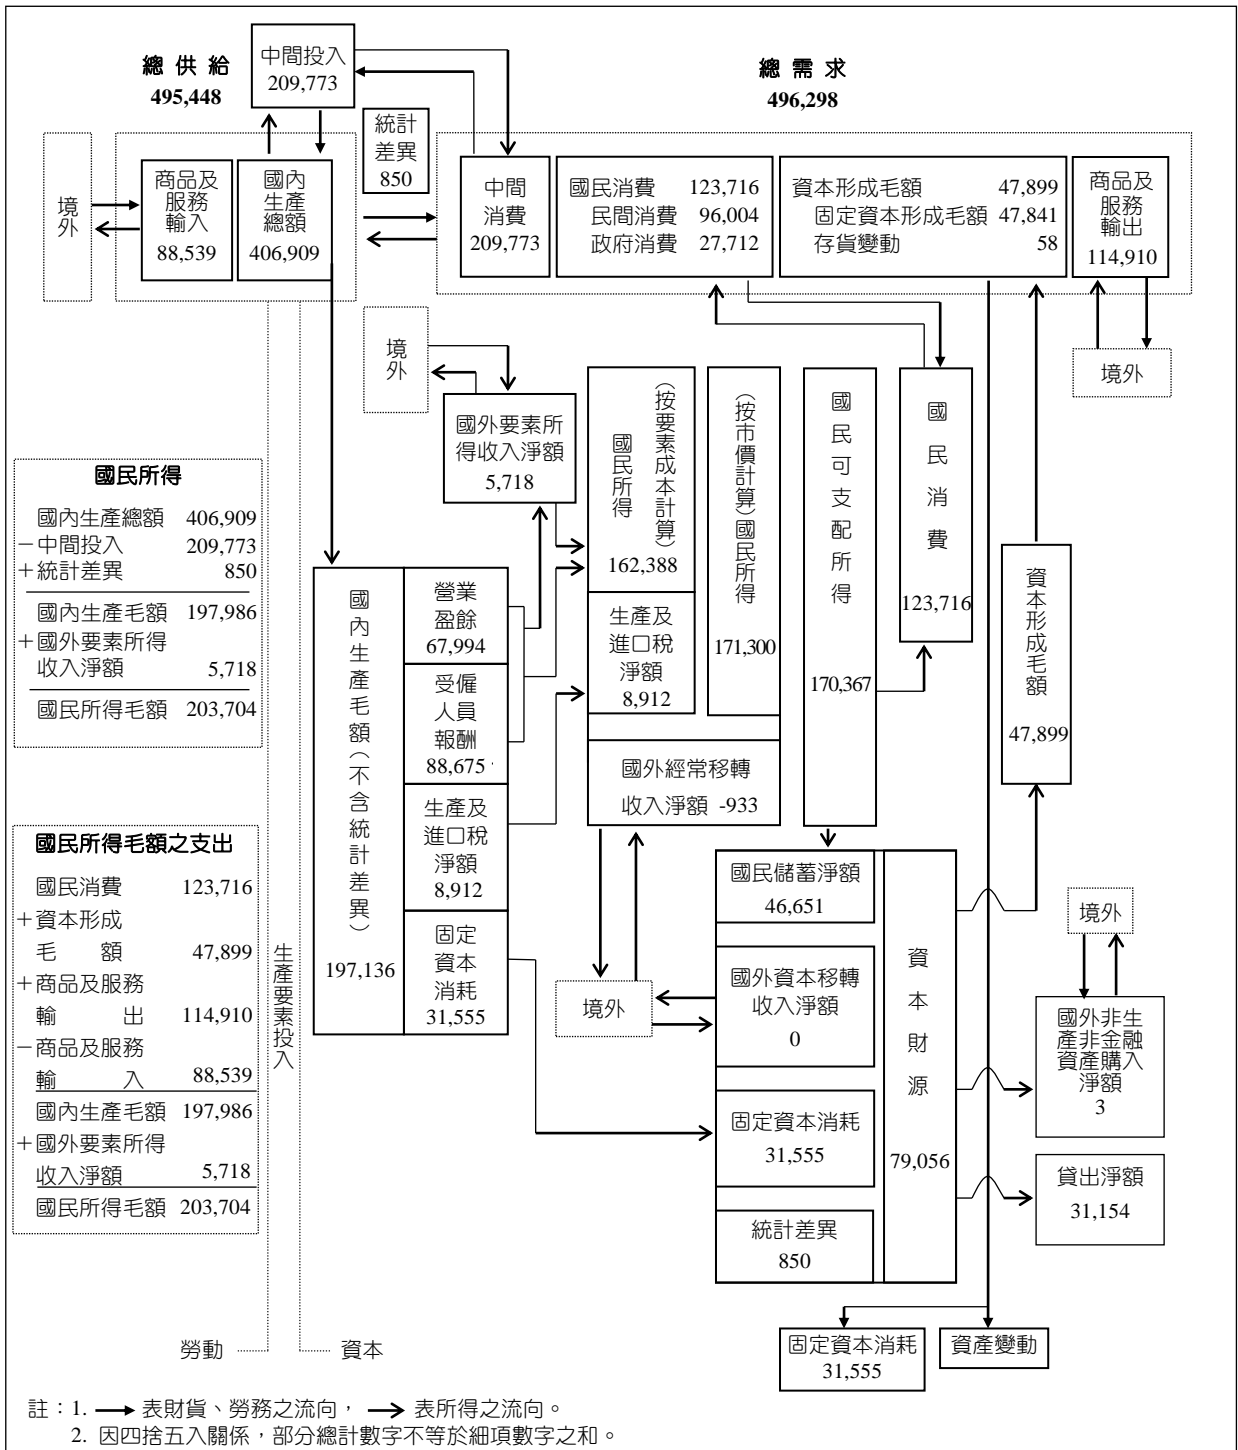 總供給
495,448
中間投入
209,773
總需求
496,298
統計
差異
850
境外
商品及
服務
輸入
88,539
國內
生產
總額
406,909
中間
消費
209,773
國民消費 123,716
民間消費 96,004
政府消費 27,712
資本形成毛額 47,899
固定資本形成毛額 47,841
存貨變動 58
商品及
服務
輸出
114,910
境外
境外
國外要素所
得收入淨額
5,718
國民所得
(按要素成本計算)
162,388
生產及
進口稅
淨額
8,912
(按市價計算)國民所得
171,300
國外經常移轉
收入淨額 -933
國民可支配所得
170,367
國民消費
123,716
資本形成毛額
47,899
國民所得
國內生產總額 406,909
－中間投入 209,773
＋統計差異 850
國內生產毛額 197,986
＋國外要素所得
收入淨額 5,718
國民所得毛額 203,704
國內生產毛額(不含統計差異)
197,136
營業
盈餘
67,994
受僱
人員
報酬
88,675
生產及
進口稅
淨額
8,912
固定
資本
消耗
31,555
國民所得毛額之支出
國民消費 123,716
＋資本形成
毛額 47,899
＋商品及服務
輸出 114,910
－商品及服務
輸入 88,539
國內生產毛額 197,986
＋國外要素所得
收入淨額 5,718
國民所得毛額 203,704
生產要素投入
勞動
資本
境外
國民儲蓄淨額
46,651
國外資本移轉
收入淨額
0
固定資本消耗
31,555
統計差異
850
資本財源
79,056
境外
國外非生
產非金融
資產購入
淨額
3
貸出淨額
31,154
固定資本消耗
31,555
資產變動
註：1. → 表財貨、勞務之流向， → 表所得之流向。
2. 因四捨五入關係，部分總計數字不等於細項數字之和。